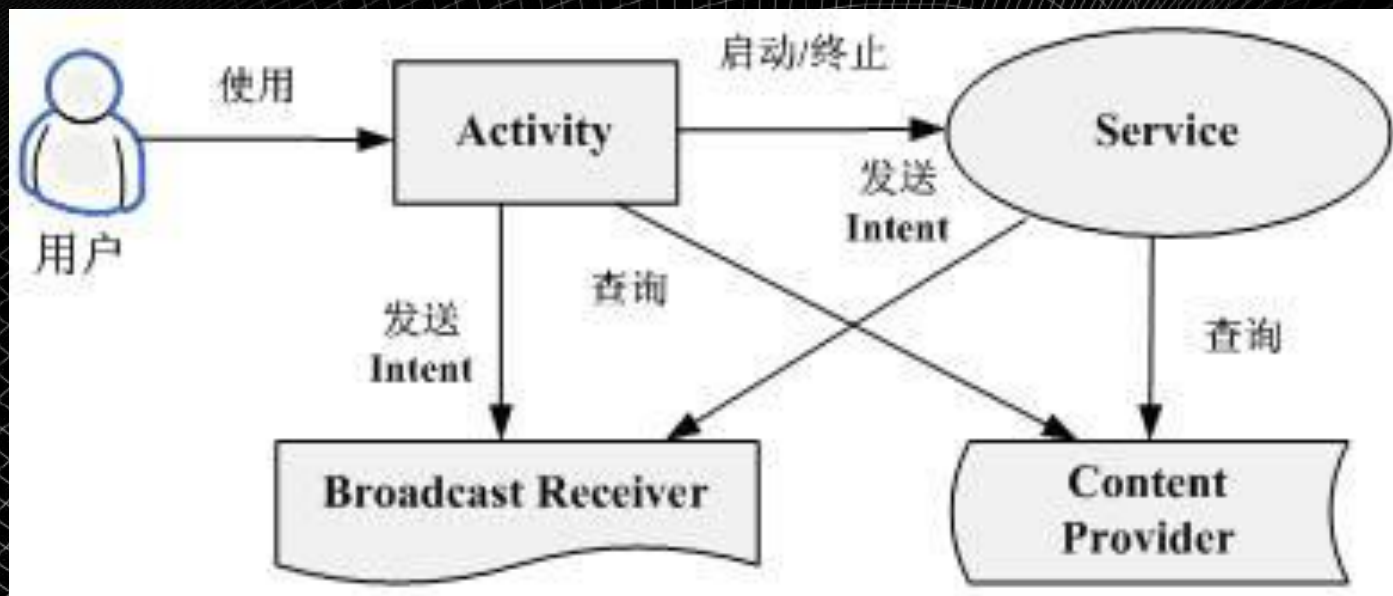 使用
启动/终止
Activity
Service
用户
发送
Intent
查询
发送
Intent
查询
Broadcast Receiver
Content
Provider